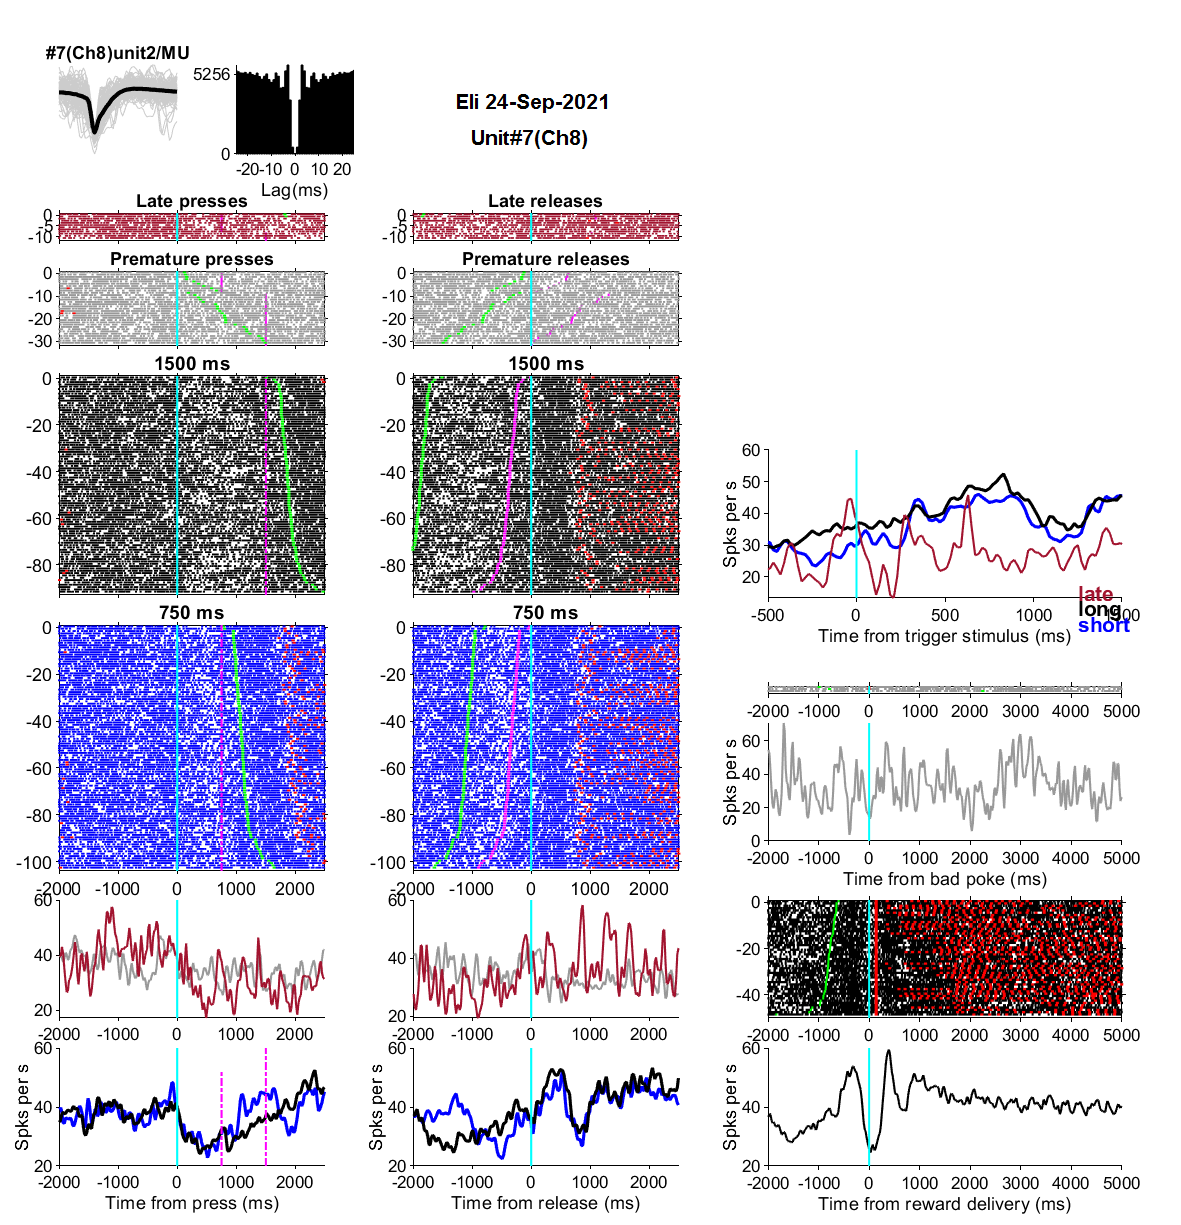 #7(Ch8)unit2/MU
5256
0
-20 -10 0 10 20
Lag(ms)
Eli 24-Sep-2021
Unit#7(Ch8)
Late presses
0
-5
-10
Late releases
0
-5
-10
Premature presses
0
-10
-20
-30
Premature releases
0
-10
-20
-30
1500 ms
0
-20
-40
-60
-80
1500 ms
0
-20
-40
-60
-80
750 ms
0
-20
-40
-60
-80
-100
-2000 -1000 0 1000 2000
750 ms
0
-20
-40
-60
-80
-100
-2000 -1000 0 1000 2000
60
40
20
-2000 -1000 0 1000 2000
60
40
20
-2000 -1000 0 1000 2000
Spks per s
60
40
20
-2000 -1000 0 1000 2000
Time from press (ms)
Spks per s
60
40
20
-2000 -1000 0 1000 2000
Time from release (ms)
Spks per s
60
50
40
30
20
-500 0 500 1000 1500
Time from trigger stimulus (ms)
late
long
short
-2000 -1000 0 1000 2000 3000 4000 5000
Spks per s
60
40
20
0
-2000 -1000 0 1000 2000 3000 4000 5000
Time from bad poke (ms)
0
-20
-40
-2000 -1000 0 1000 2000 3000 4000 5000
Spks per s
60
40
20
-2000 -1000 0 1000 2000 3000 4000 5000
Time from reward delivery (ms)